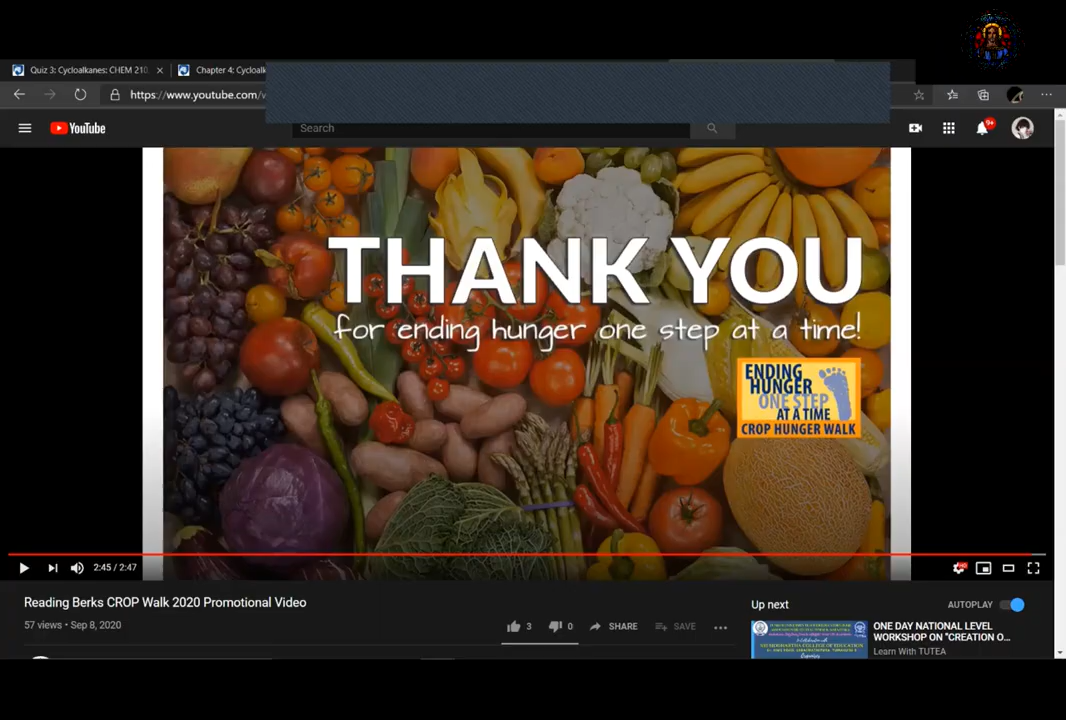 Quiz 3: Cycloalkanes: CHEM 210.
Chapter 4: Cycloalk
https://www.youtube.com/
YouTube
Search
9+
THANK YOU
for ending hunger one step at a time!
ENDING
HUNGER
ONE STEP
AT A TIME
CROP HUNGER WALK
2:45 / 2:47
HD
Reading Berks CROP Walk 2020 Promotional Video
57 views • Sep 8, 2020
3
0
SHARE
SAVE
Up next
AUTOPLAY
ONE DAY NATIONAL LEVEL
WORKSHOP ON "CREATION O...
Learn With TUTEA